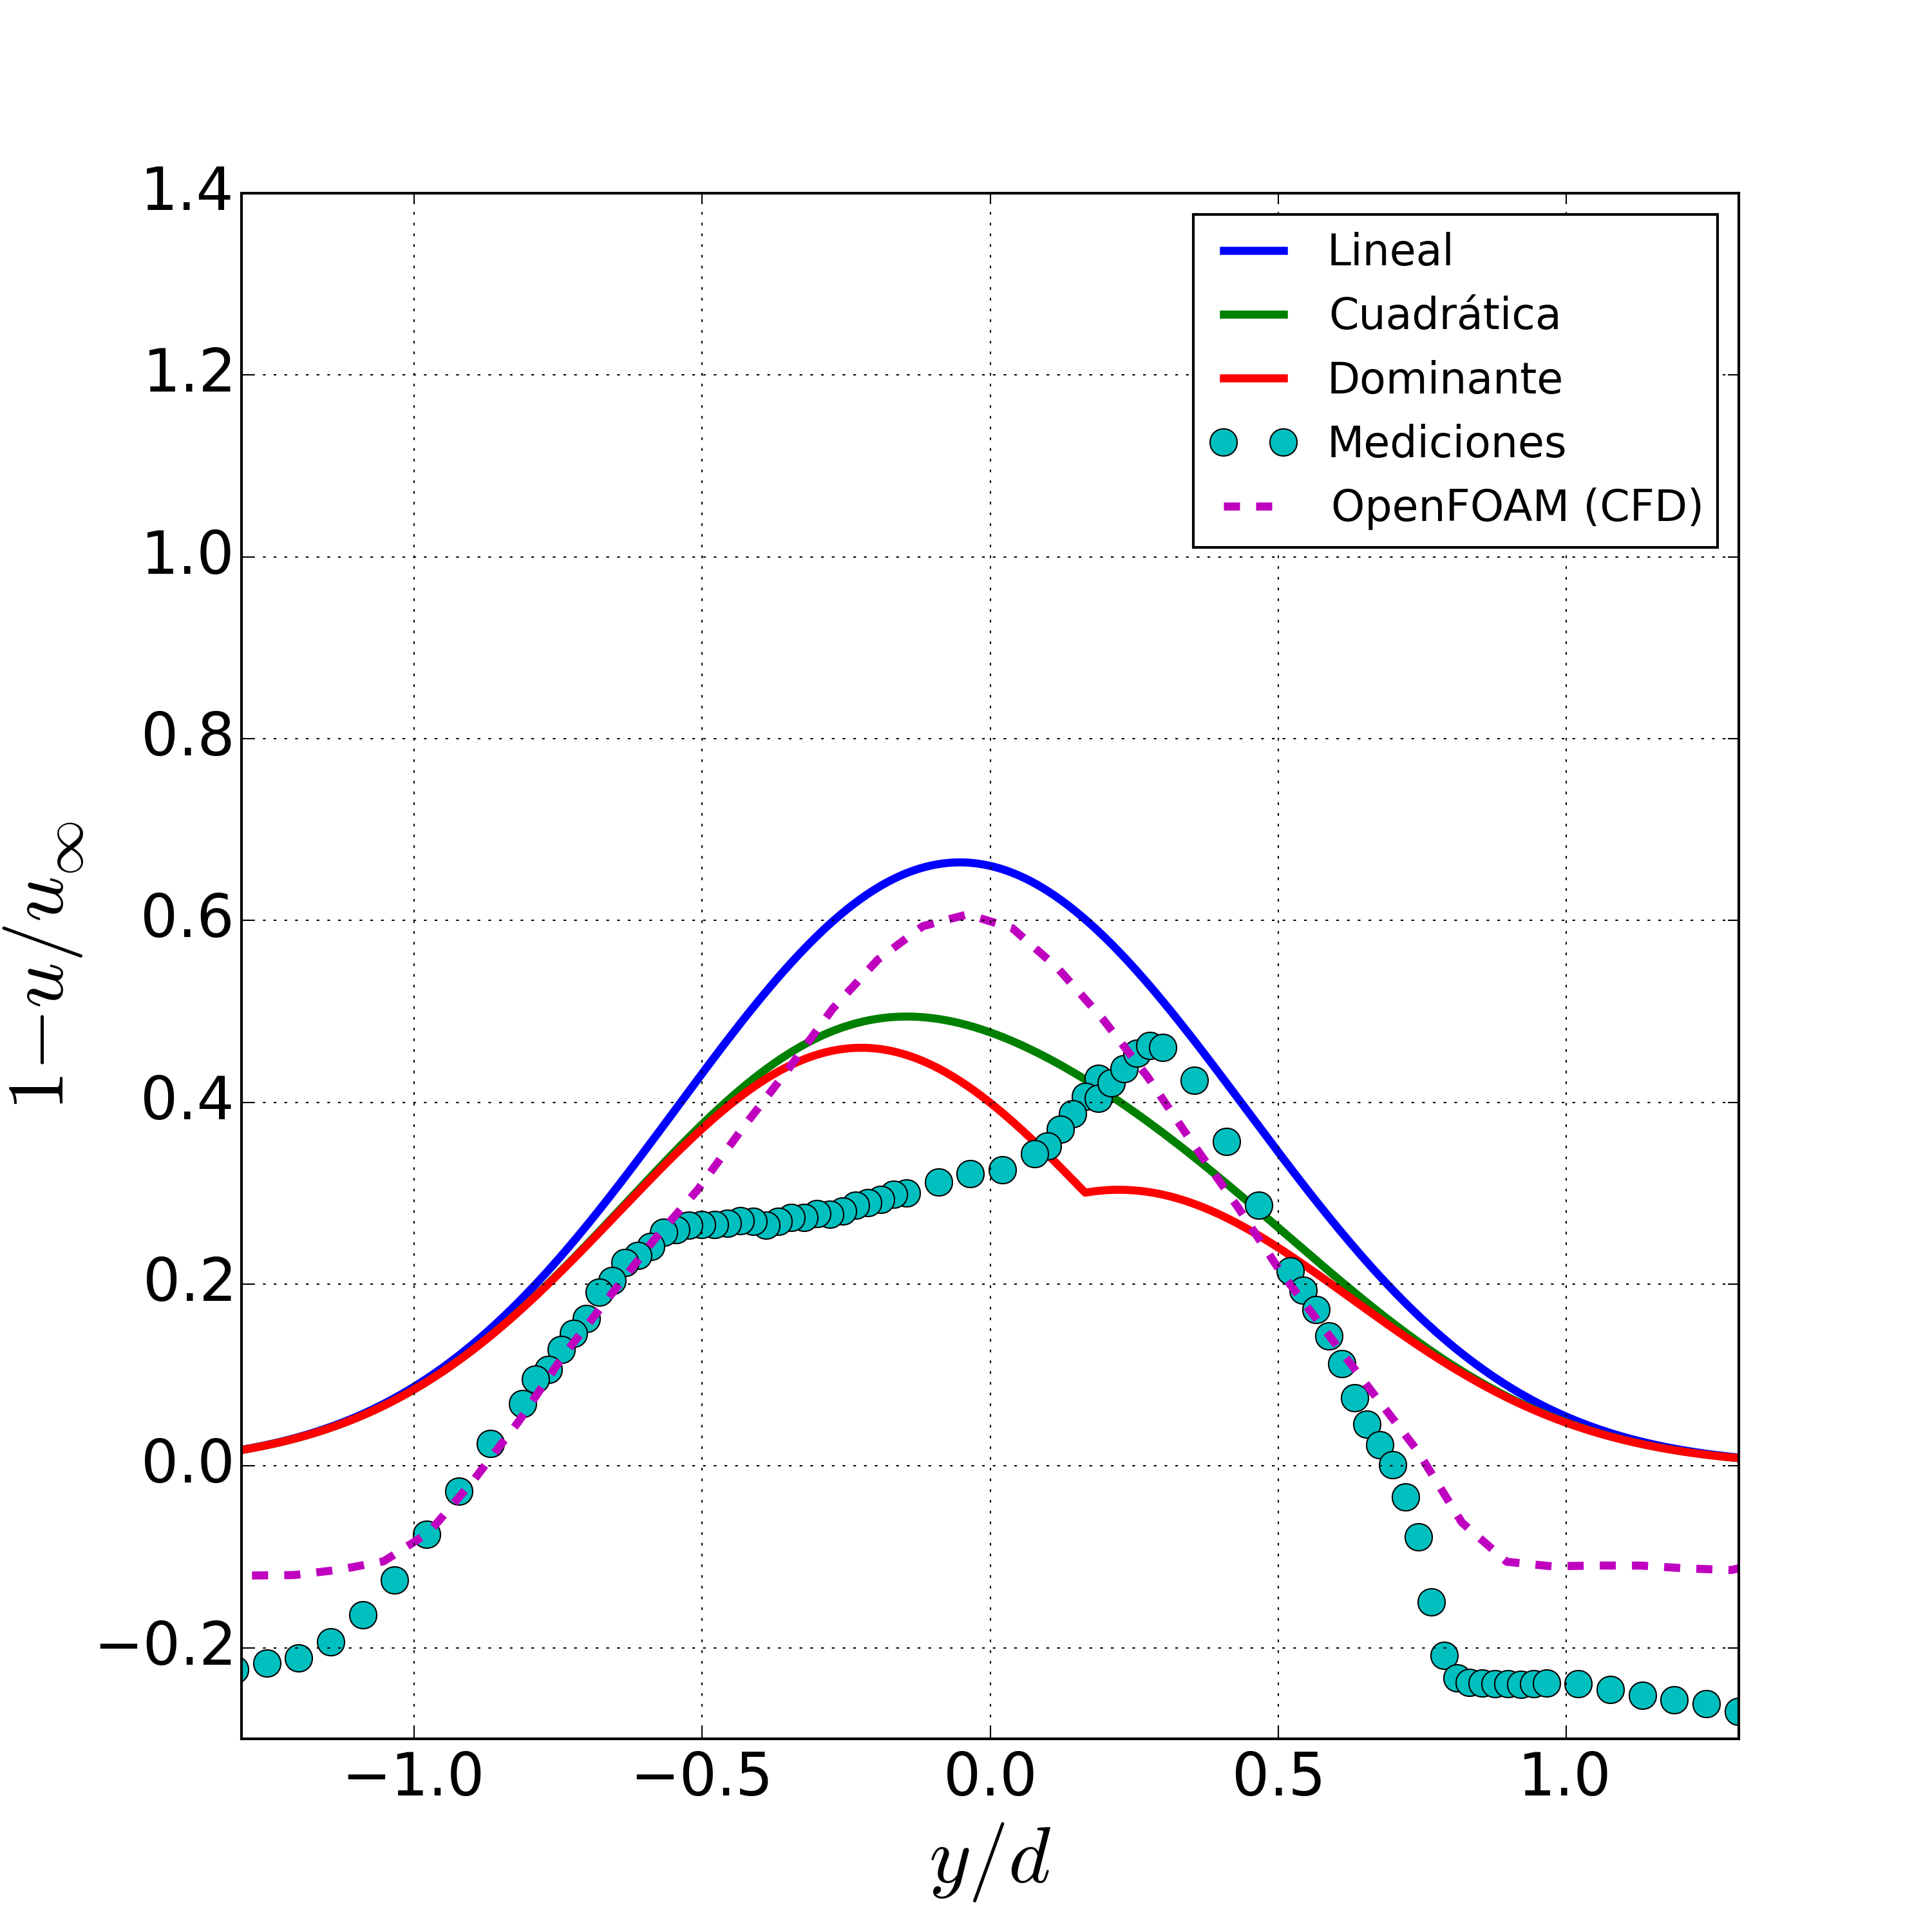 1.4
1.2
1.0
0.8
0.6
0.4
0.2
0.0
−0.2
1−u/u∞
Lineal
Cuadrática
Dominante
Mediciones
OpenFOAM (CFD)
−1.0 −0.5 0.0 0.5 1.0
y/d